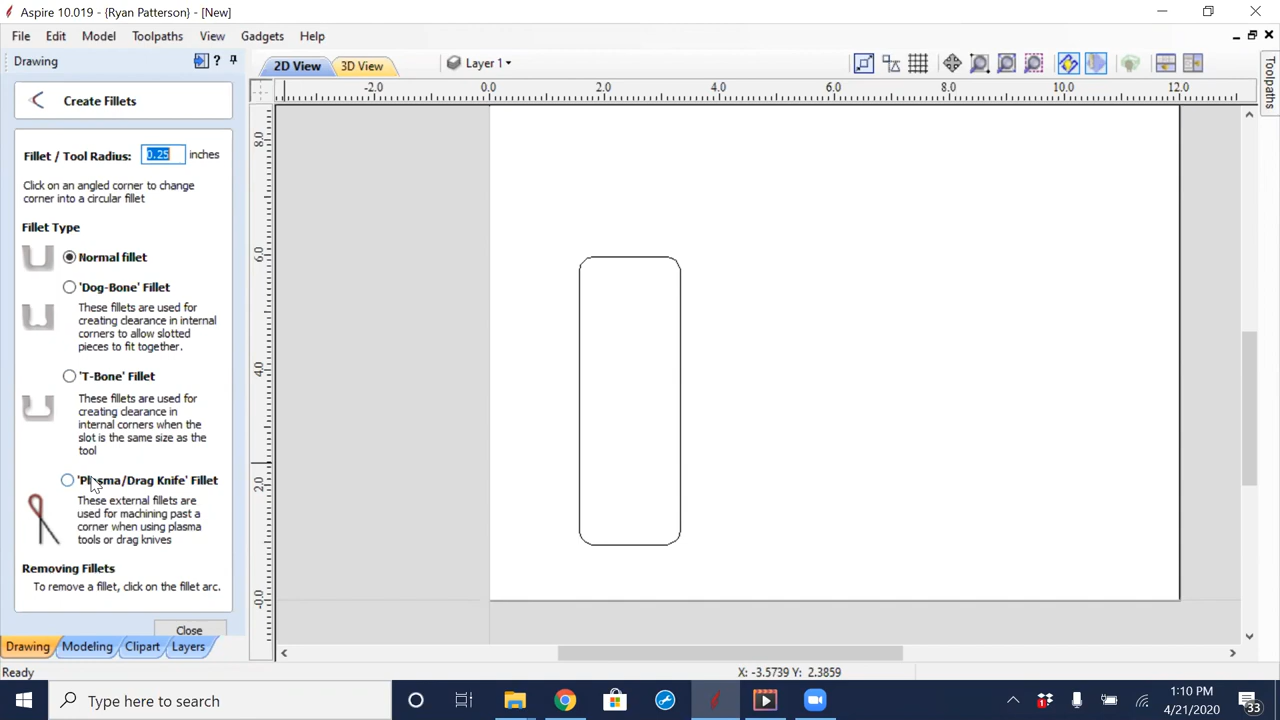 Aspire 10.019 - {Ryan Patterson} - [New]
File Edit Model Toolpaths View Gadgets Help
Drawing ?
2D View 3D View Layer 1
Toolpaths
Create Fillets
-2.0 0.0 2.0 4.0 6.0 8.0 10.0 12.0
8.0
6.0
4.0
2.0
-0.0
Fillet / Tool Radius: 0.25 inches
Click on an angled corner to change
corner into a circular fillet
Fillet Type
Normal fillet
'Dog-Bone' Fillet
These fillets are used for
creating clearance in internal
corners to allow slotted
pieces to fit together.
'T-Bone' Fillet
These fillets are used for
creating clearance in
internal corners when the
slot is the same size as the
tool
'Plasma/Drag Knife' Fillet
These external fillets are
used for machining past a
corner when using plasma
tools or drag knives
Removing Fillets
To remove a fillet, click on the fillet arc.
Close
Drawing Modeling Clipart Layers
Ready X: -3.5739 Y: 2.3859
Type here to search
1:10 PM
4/21/2020
33